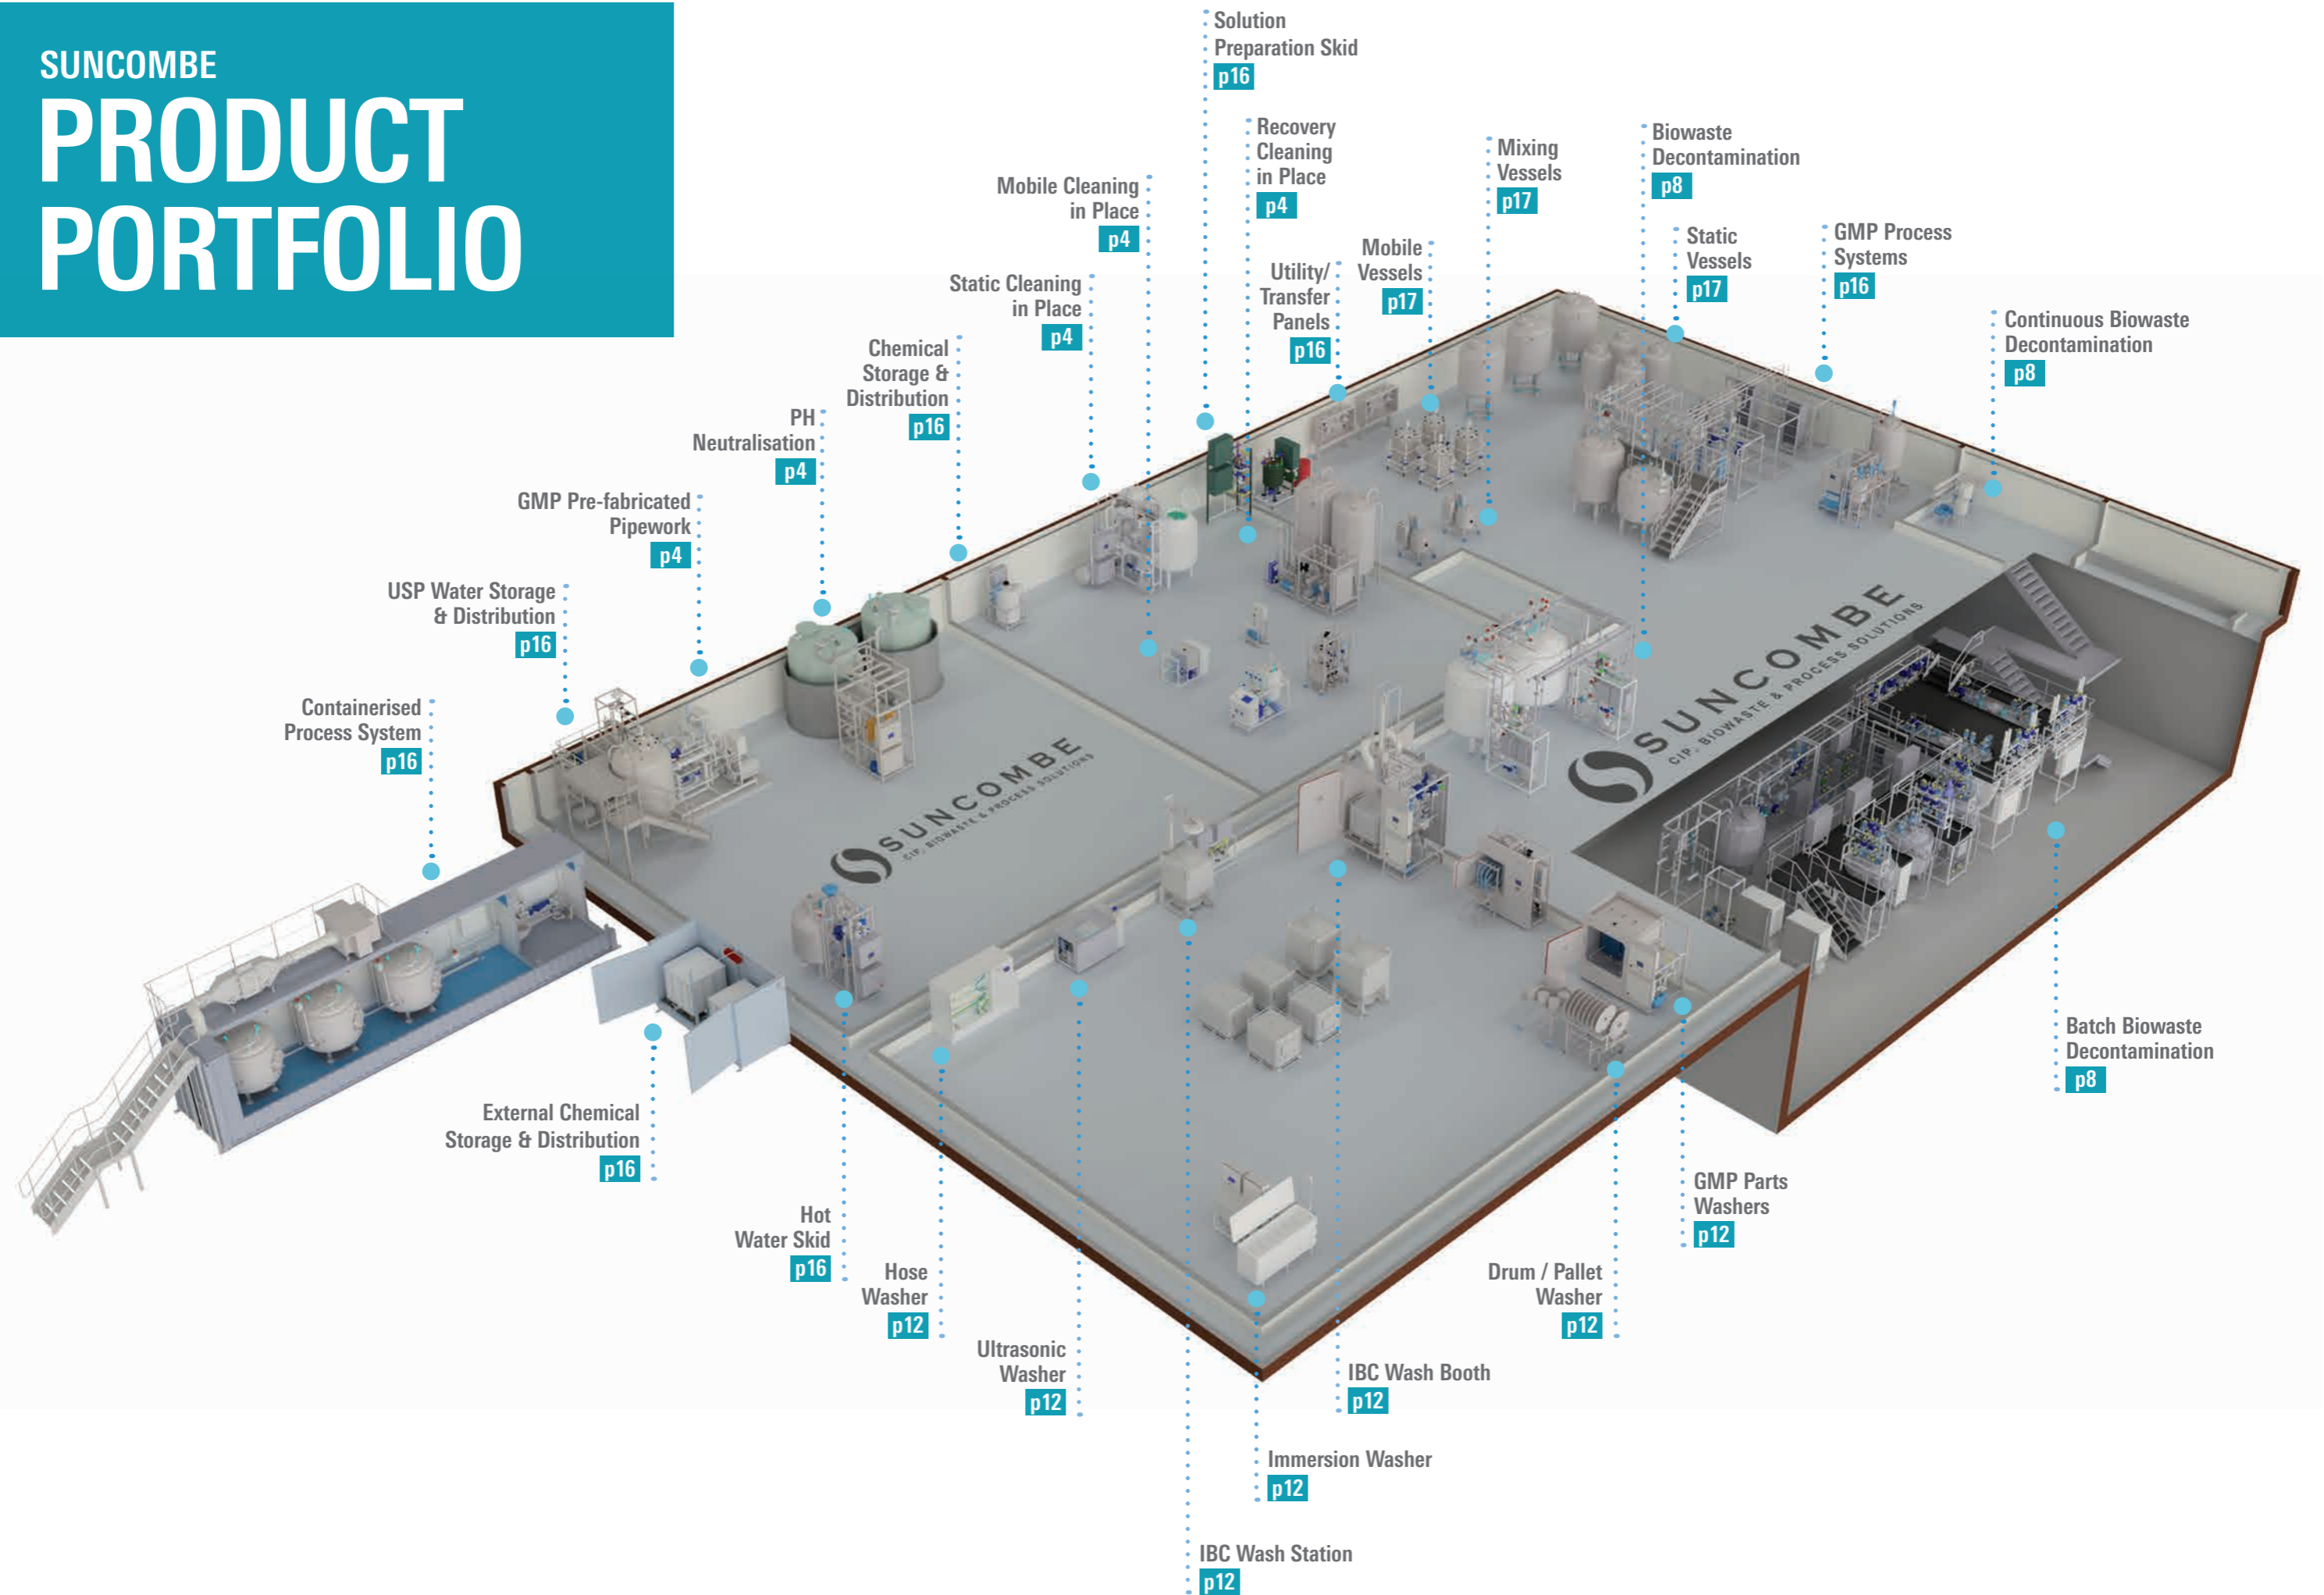 SUNCOMBE
PRODUCT
PORTFOLIO
Solution
Preparation Skid
p16
Recovery
Cleaning
in Place
p4
Mixing
Vessels
p17
Biowaste
Decontamination
p8
Mobile Cleaning
in Place
p4
Static
Vessels
p17
GMP Process
Systems
p16
Mobile
Vessels
p17
Utility/
Transfer
Panels
p16
Static Cleaning
in Place
p4
Continuous Biowaste
Decontamination
p8
Chemical
Storage &
Distribution
p16
PH
Neutralisation
p4
GMP Pre-fabricated
Pipework
p4
USP Water Storage
& Distribution
p16
Containerised
Process System
p16
SUNCOMBE
CIP, BIOWASTE & PROCESS SOLUTIONS
SUNCOMBE
CIP, BIOWASTE & PROCESS SOLUTIONS
Batch Biowaste
Decontamination
p8
External Chemical
Storage & Distribution
p16
GMP Parts
Washers
p12
Hot
Water Skid
p16
Hose
Washer
p12
Drum / Pallet
Washer
p12
Ultrasonic
Washer
p12
IBC Wash Booth
p12
Immersion Washer
p12
IBC Wash Station
p12